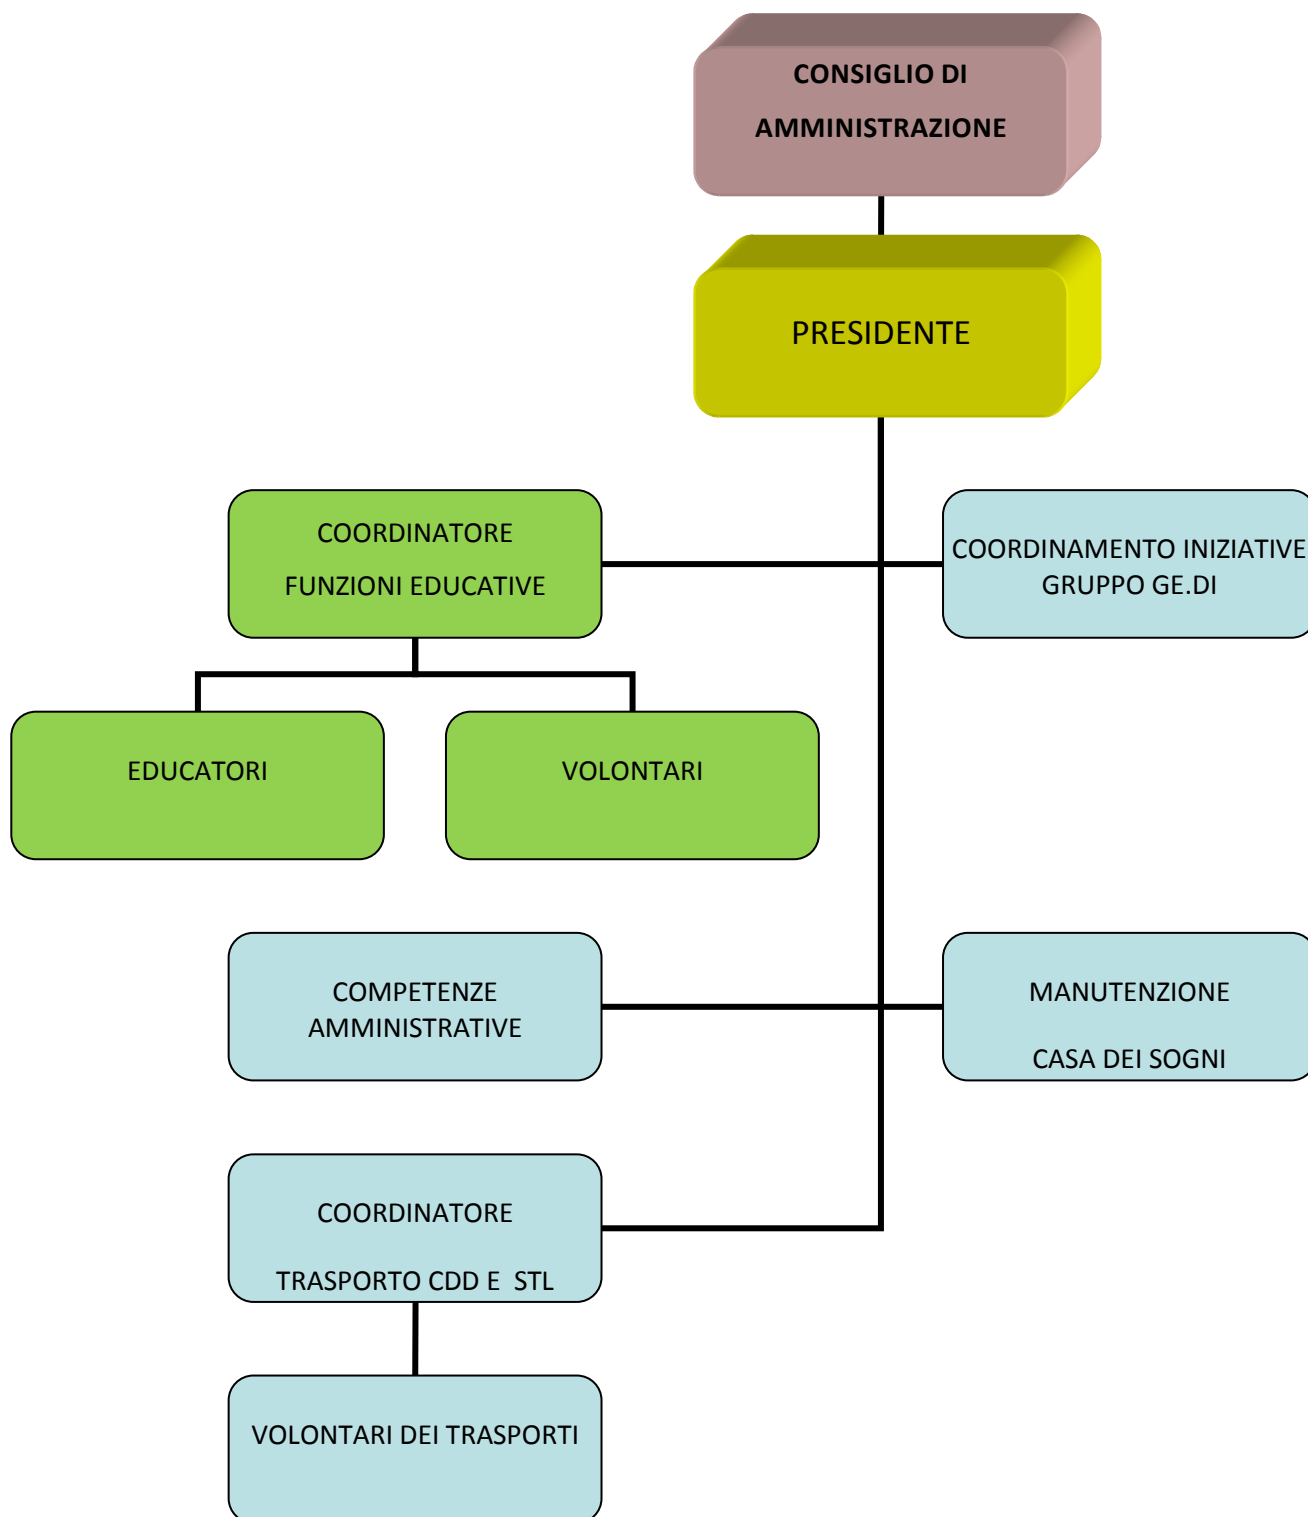 CONSIGLIO DI
AMMINISTRAZIONE
PRESIDENTE
COORDINATORE
FUNZIONI EDUCATIVE
COORDINAMENTO INIZIATIVE
GRUPPO GE.DI
EDUCATORI
VOLONTARI
COMPETENZE
AMMINISTRATIVE
MANUTENZIONE
CASA DEI SOGNI
COORDINATORE
TRASPORTO CDD E  STL
VOLONTARI DEI TRASPORTI